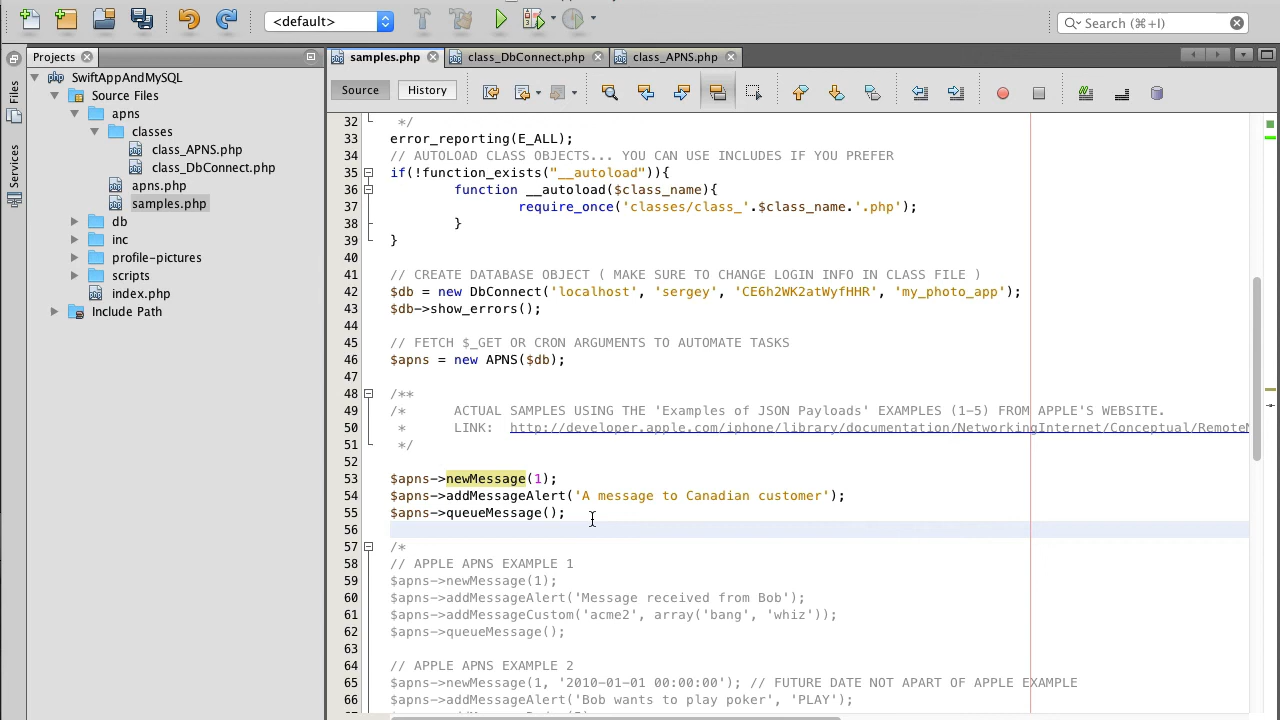 <default>
Search (⌘+I)
Projects
samples.php
class_DbConnect.php
class_APNS.php
Files
Services
SwiftAppAndMySQL
Source Files
apns
classes
class_APNS.php
class_DbConnect.php
apns.php
samples.php
db
inc
profile-pictures
scripts
index.php
Include Path
Source
History
32 */
33 error_reporting(E_ALL);
34 // AUTOLOAD CLASS OBJECTS... YOU CAN USE INCLUDES IF YOU PREFER
35 if(!function_exists("__autoload")){
36 function __autoload($class_name){
37 require_once('classes/class_'.$class_name.'.php');
38 }
39 }
40
41 // CREATE DATABASE OBJECT ( MAKE SURE TO CHANGE LOGIN INFO IN CLASS FILE )
42 $db = new DbConnect('localhost', 'sergey', 'CE6h2WK2atWyfHHR', 'my_photo_app');
43 $db->show_errors();
44
45 // FETCH $_GET OR CRON ARGUMENTS TO AUTOMATE TASKS
46 $apns = new APNS($db);
47
48 /**
49 /* ACTUAL SAMPLES USING THE 'Examples of JSON Payloads' EXAMPLES (1-5) FROM APPLE'S WEBSITE.
50 * LINK: http://developer.apple.com/iphone/library/documentation/NetworkingInternet/Conceptual/RemoteN
51 */
52
53 $apns->newMessage(1);
54 $apns->addMessageAlert('A message to Canadian customer');
55 $apns->queueMessage();
56
57 /*
58 // APPLE APNS EXAMPLE 1
59 $apns->newMessage(1);
60 $apns->addMessageAlert('Message received from Bob');
61 $apns->addMessageCustom('acme2', array('bang', 'whiz'));
62 $apns->queueMessage();
63
64 // APPLE APNS EXAMPLE 2
65 $apns->newMessage(1, '2010-01-01 00:00:00'); // FUTURE DATE NOT APART OF APPLE EXAMPLE
66 $apns->addMessageAlert('Bob wants to play poker', 'PLAY');